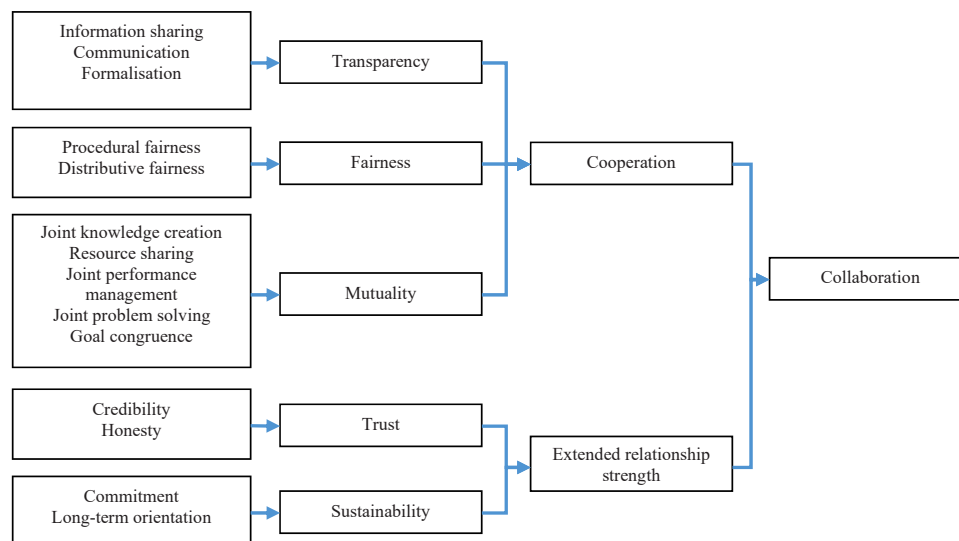 Information sharing
Communication
Formalisation
Transparency
Procedural fairness
Distributive fairness
Fairness
Cooperation
Joint knowledge creation
Resource sharing
Joint performance
management
Joint problem solving
Goal congruence
Mutuality
Collaboration
Credibility
Honesty
Trust
Extended relationship
strength
Commitment
Long-term orientation
Sustainability